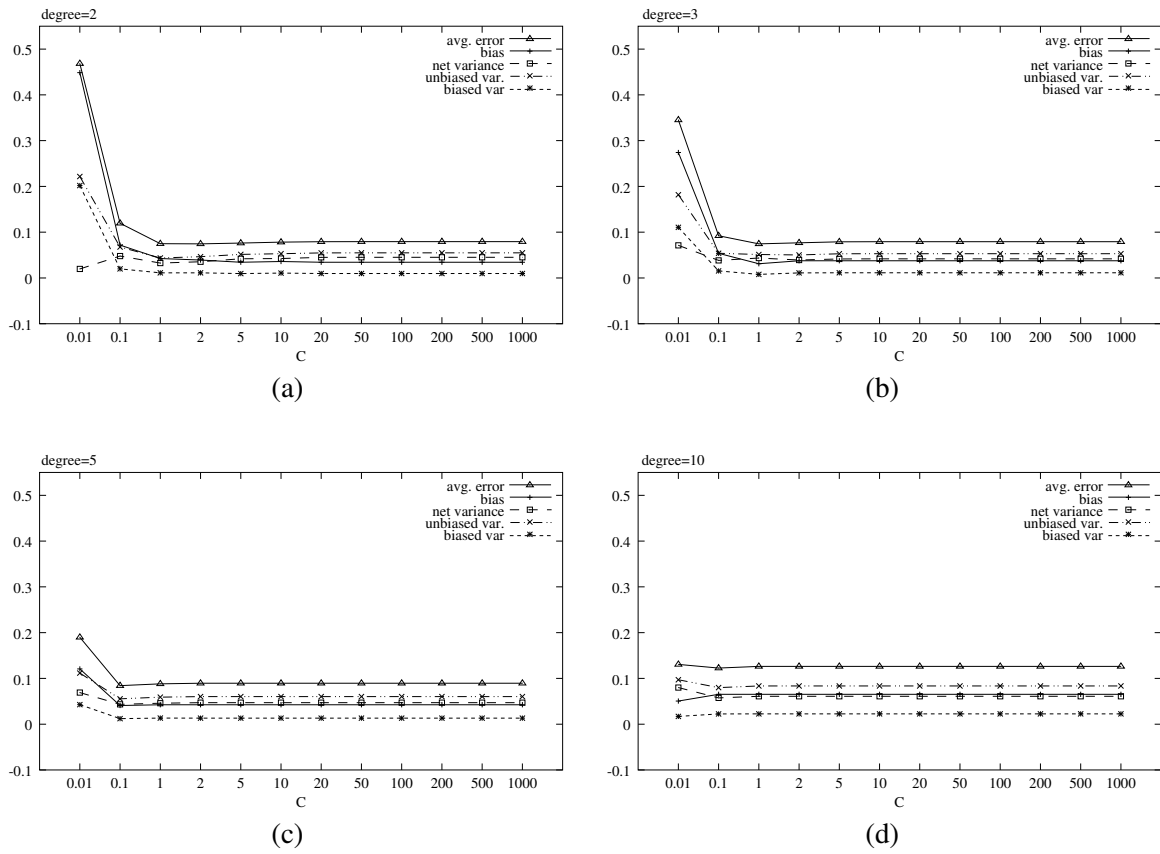 degree=2
avg. error
bias
net variance
unbiased var.
biased var
0.5
0.4
0.3
0.2
0.1
0
-0.1
0.01 0.1 1 2 5 10 20 50 100 200 500 1000
C
(a)
degree=3
avg. error
bias
net variance
unbiased var.
biased var
0.5
0.4
0.3
0.2
0.1
0
-0.1
0.01 0.1 1 2 5 10 20 50 100 200 500 1000
C
(b)
degree=5
avg. error
bias
net variance
unbiased var.
biased var
0.5
0.4
0.3
0.2
0.1
0
-0.1
0.01 0.1 1 2 5 10 20 50 100 200 500 1000
C
(c)
degree=10
avg. error
bias
net variance
unbiased var.
biased var
0.5
0.4
0.3
0.2
0.1
0
-0.1
0.01 0.1 1 2 5 10 20 50 100 200 500 1000
C
(d)